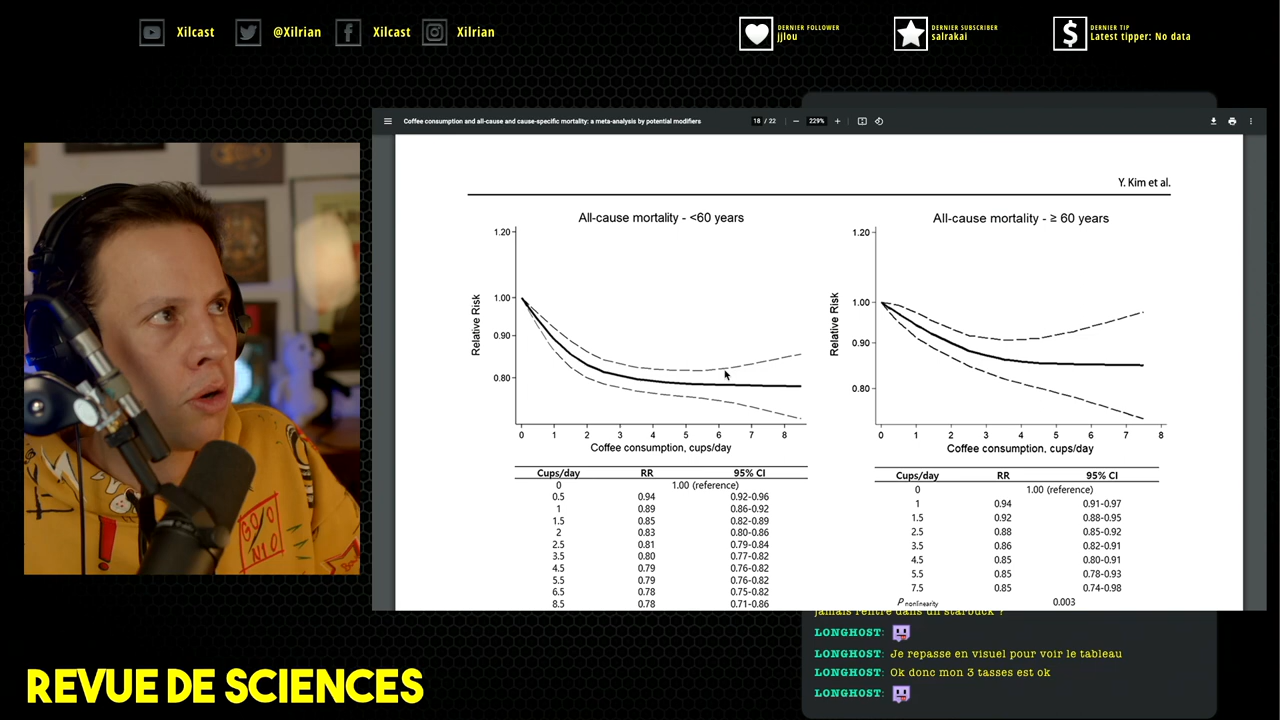 Xilcast @Xilrian Xilcast Xilrian
DERNIER FOLLOWER
jjlou
DERNIER SUBSCRIBER
salrakai
DERNIER TIP
Latest tipper: No data
Coffee consumption and all-cause and cause-specific mortality: a meta-analysis by potential modifiers 18 / 22 229%
Y. Kim et al.
All-cause mortality - <60 years
1.20
1.00
0.90
0.80
Relative Risk
0 1 2 3 4 5 6 7 8
Coffee consumption, cups/day
Cups/day RR 95% CI
0 1.00 (reference)
0.5 0.94 0.92-0.96
1 0.89 0.86-0.92
1.5 0.85 0.82-0.89
2 0.83 0.80-0.86
2.5 0.81 0.79-0.84
3.5 0.80 0.77-0.82
4.5 0.79 0.76-0.82
5.5 0.79 0.76-0.82
6.5 0.78 0.75-0.82
8.5 0.78 0.71-0.86
All-cause mortality - ≥ 60 years
1.20
1.00
0.90
0.80
Relative Risk
0 1 2 3 4 5 6 7 8
Coffee consumption, cups/day
Cups/day RR 95% CI
0 1.00 (reference)
1 0.94 0.91-0.97
1.5 0.92 0.88-0.95
2.5 0.88 0.85-0.92
3.5 0.86 0.82-0.91
4.5 0.85 0.80-0.91
5.5 0.85 0.78-0.93
7.5 0.85 0.74-0.98
P nonlinearity 0.003
jamais rentré dans un starbuck ?
LONGHOST:
LONGHOST: Je repasse en visuel pour voir le tableau
LONGHOST: Ok donc mon 3 tasses est ok
LONGHOST:
GO/O
N10
REVUE DE SCIENCES